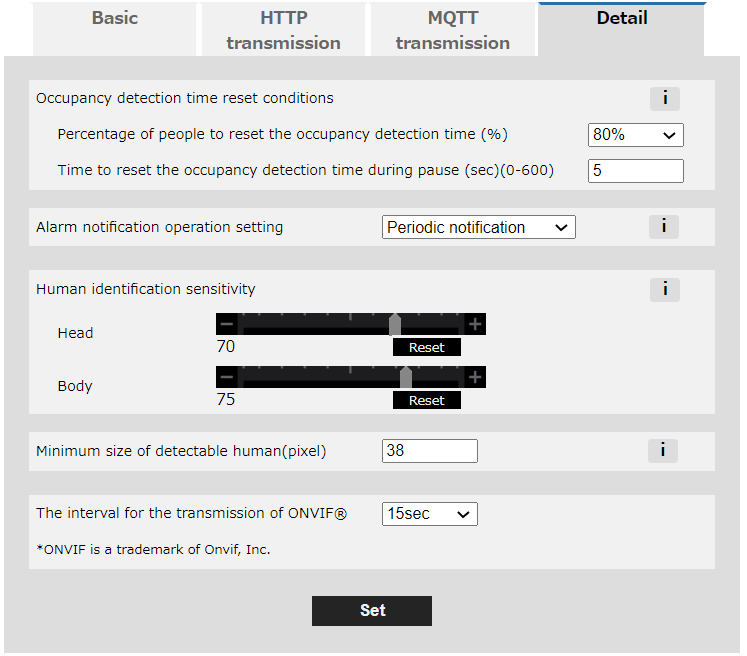 Basic
HTTP
transmission
MQTT
transmission
Detail
Occupancy detection time reset conditions
i
Percentage of people to reset the occupancy detection time (%)
80%
Time to reset the occupancy detection time during pause (sec)(0-600)
5
Alarm notification operation setting
Periodic notification
i
Human identification sensitivity
i
Head
70
Reset
Body
75
Reset
Minimum size of detectable human(pixel)
38
i
The interval for the transmission of ONVIF®
15sec
*ONVIF is a trademark of Onvif, Inc.
Set